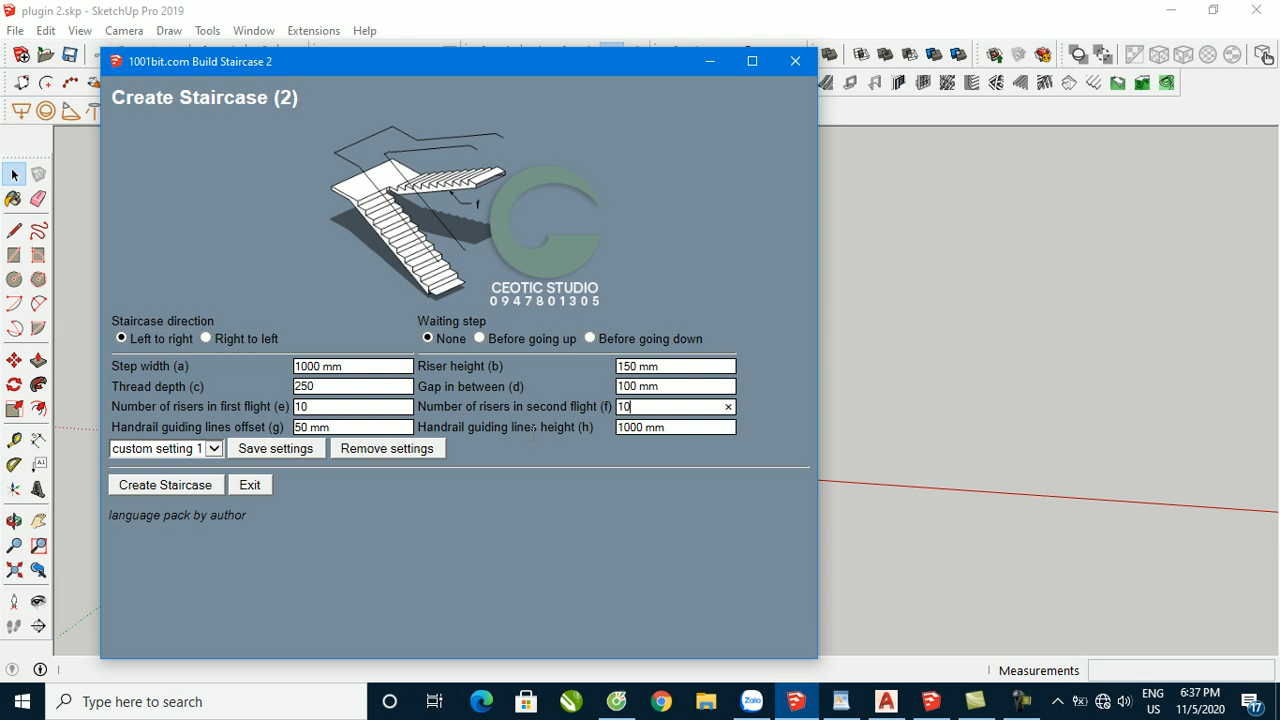 plugin 2.skp - SketchUp Pro 2019
File Edit View Camera Draw Tools Window Extensions Help
1001bit.com Build Staircase 2
Create Staircase (2)
f
CEOTIC STUDIO
0947801305
Staircase direction
Left to right Right to left
Waiting step
None Before going up Before going down
Step width (a) 1000 mm Riser height (b) 150 mm
Thread depth (c) 250 Gap in between (d) 100 mm
Number of risers in first flight (e) 10 Number of risers in second flight (f) 10
Handrail guiding lines offset (g) 50 mm Handrail guiding lines height (h) 1000 mm
custom setting 1 Save settings Remove settings
Create Staircase Exit
language pack by author
Measurements
Type here to search
ENG 6:37 PM
US 11/5/2020
17